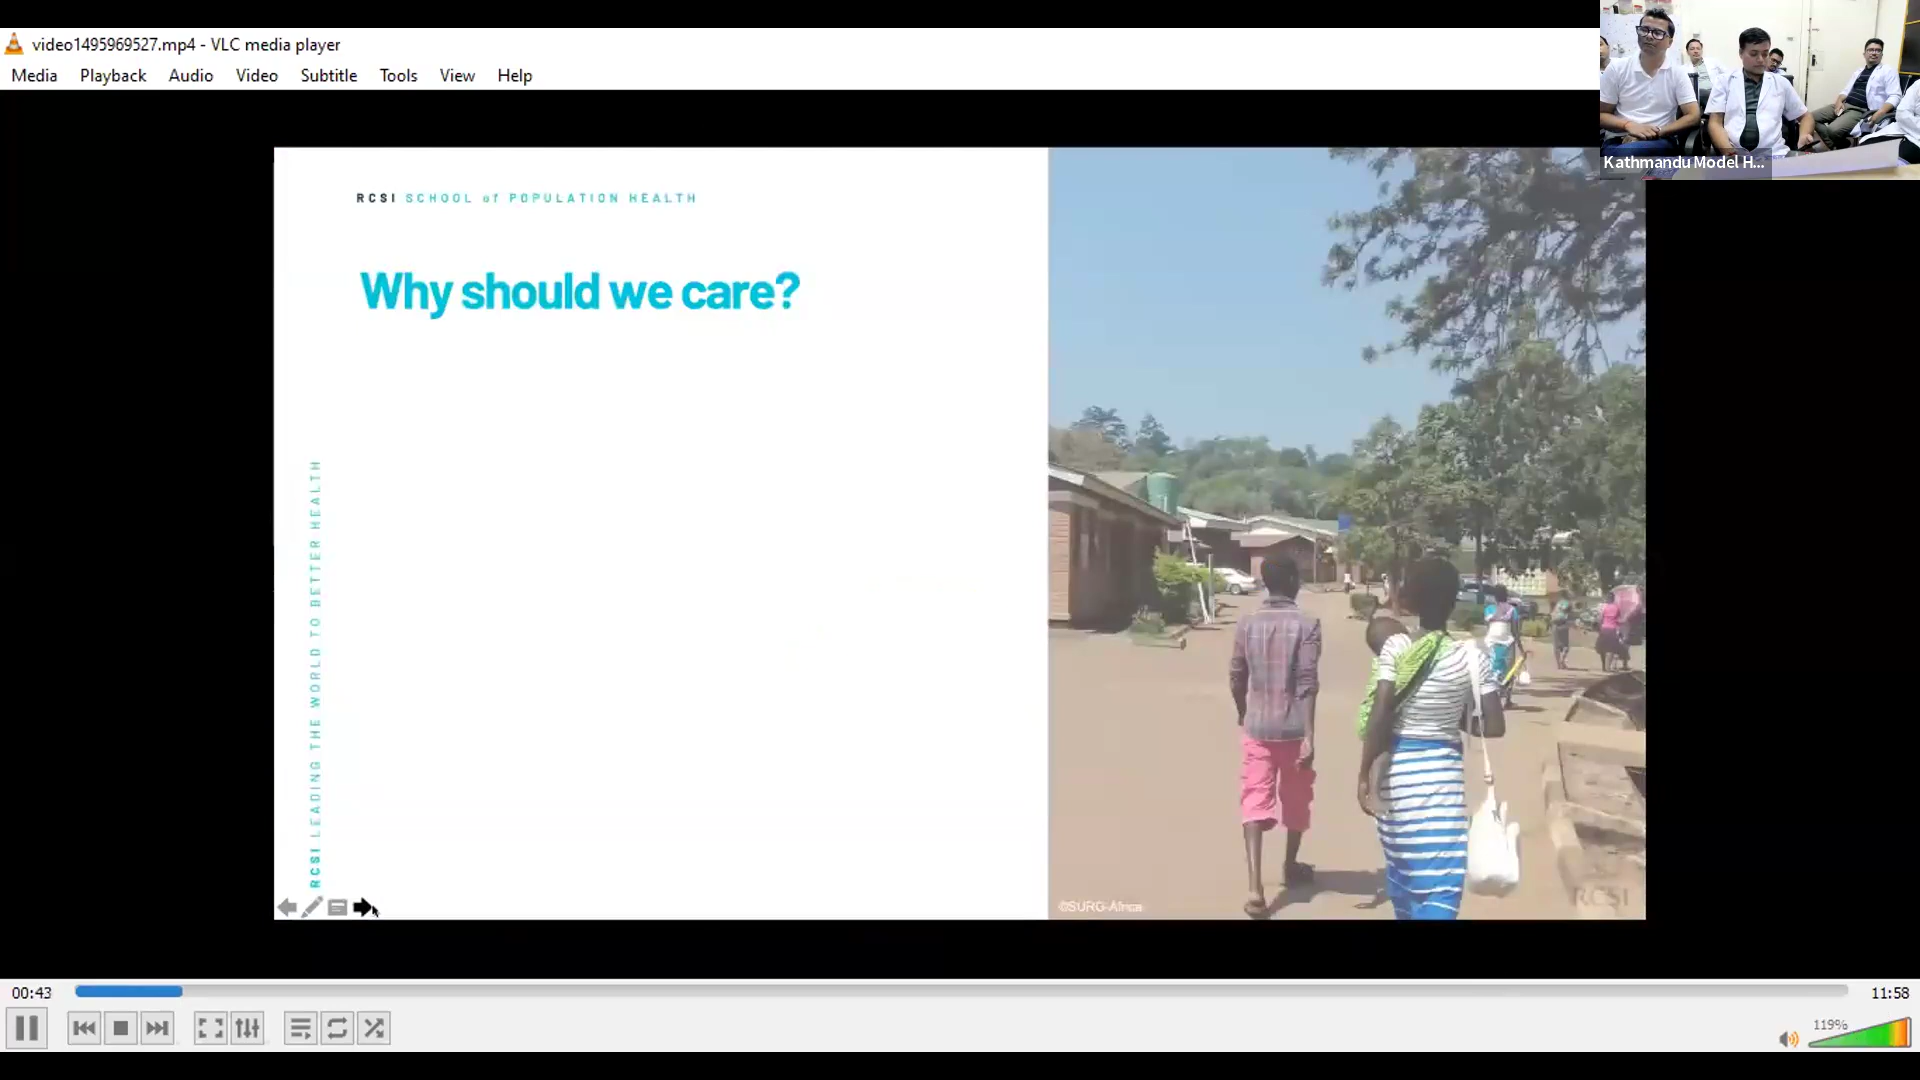 video1495969527.mp4 - VLC media player
Media Playback Audio Video Subtitle Tools View Help
Kathmandu Model H...
RCSI SCHOOL of POPULATION HEALTH
Why should we care?
RCSI LEADING THE WORLD TO BETTER HEALTH
©SURG-Africa
RCSI
00:43
11:58
119%